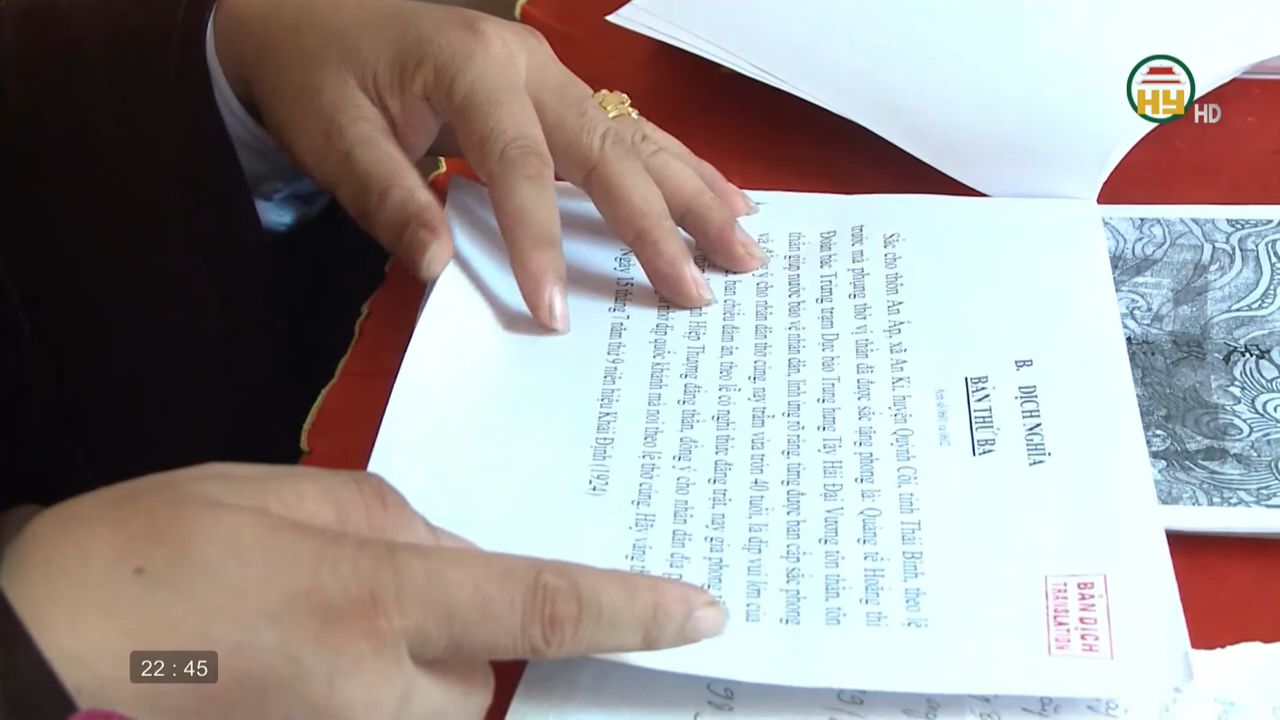 HY HD
BẢN DỊCH
TRANSLATION
B. DỊCH NGHĨA
BẢN THỨ BA
Sắc cho thôn An Ấp, xã An Kí, huyện Quỳnh Côi, tỉnh Thái Bình, theo lệ
trước mà phụng thờ vị thần đã được sắc tặng phong là: Quảng tế Hoằng thi
Đoan bác Trừng trạm Dực bảo Trung hưng Tây Hải Đại Vương tôn thần, tôn
thần giúp nước bảo vệ nhân dân, linh ứng rõ ràng, từng được ban cấp sắc phong
và ý cho nhân dân thờ cúng, nay trẫm vừa tròn 40 tuổi, là dịp vui lớn của
ban chiếu đàm ân, theo lễ có nghi thức đăng trật, nay gia phong
Hiệp Thượng đẳng thần, đồng ý cho nhân dân địa
nhớ dịp quốc khánh mà noi theo lệ thờ cúng. Hãy vâng
Ngày 15 tháng 7 năm thứ 9 niên hiệu Khải Định (1924)
22 : 45